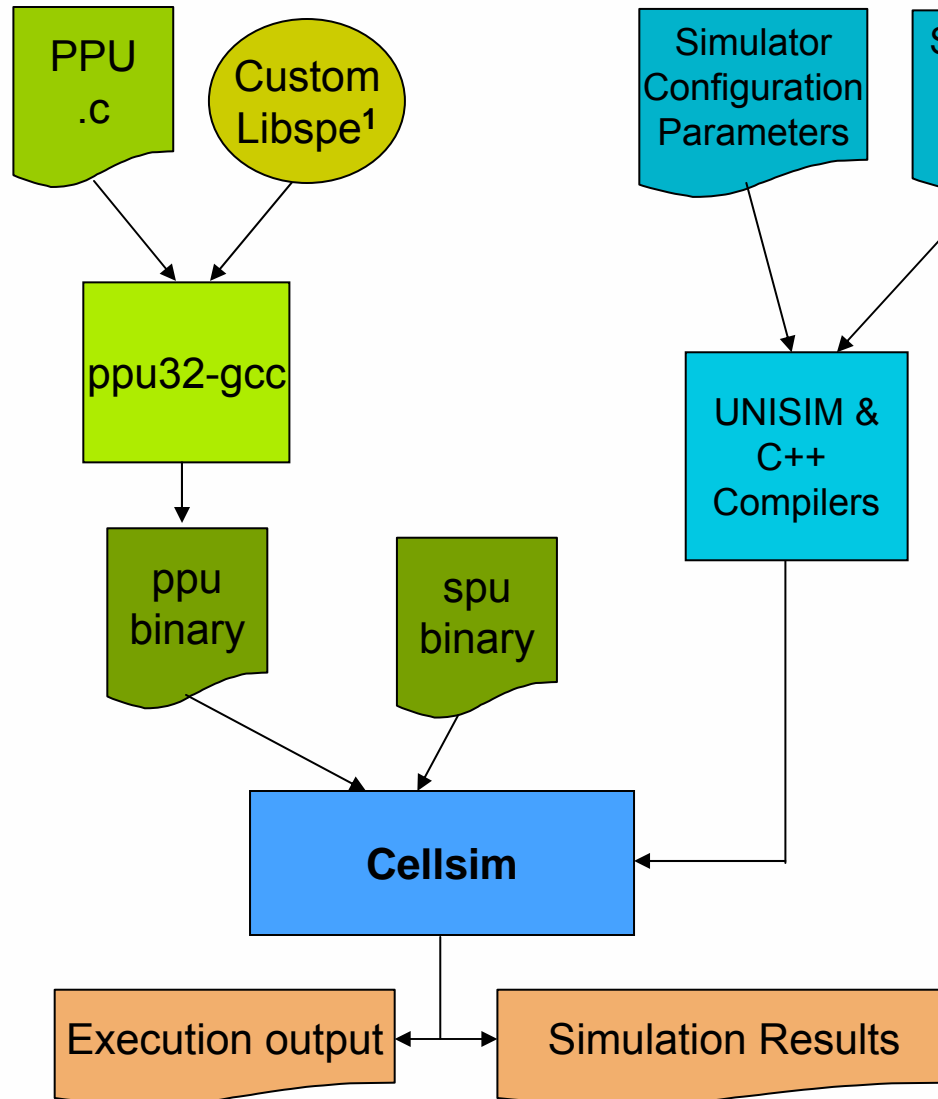 PPU
.c
Custom
Libspe¹
Simulator
Configuration
Parameters
S
ppu32-gcc
UNISIM &
C++
Compilers
ppu
binary
spu
binary
Cellsim
Execution output
Simulation Results